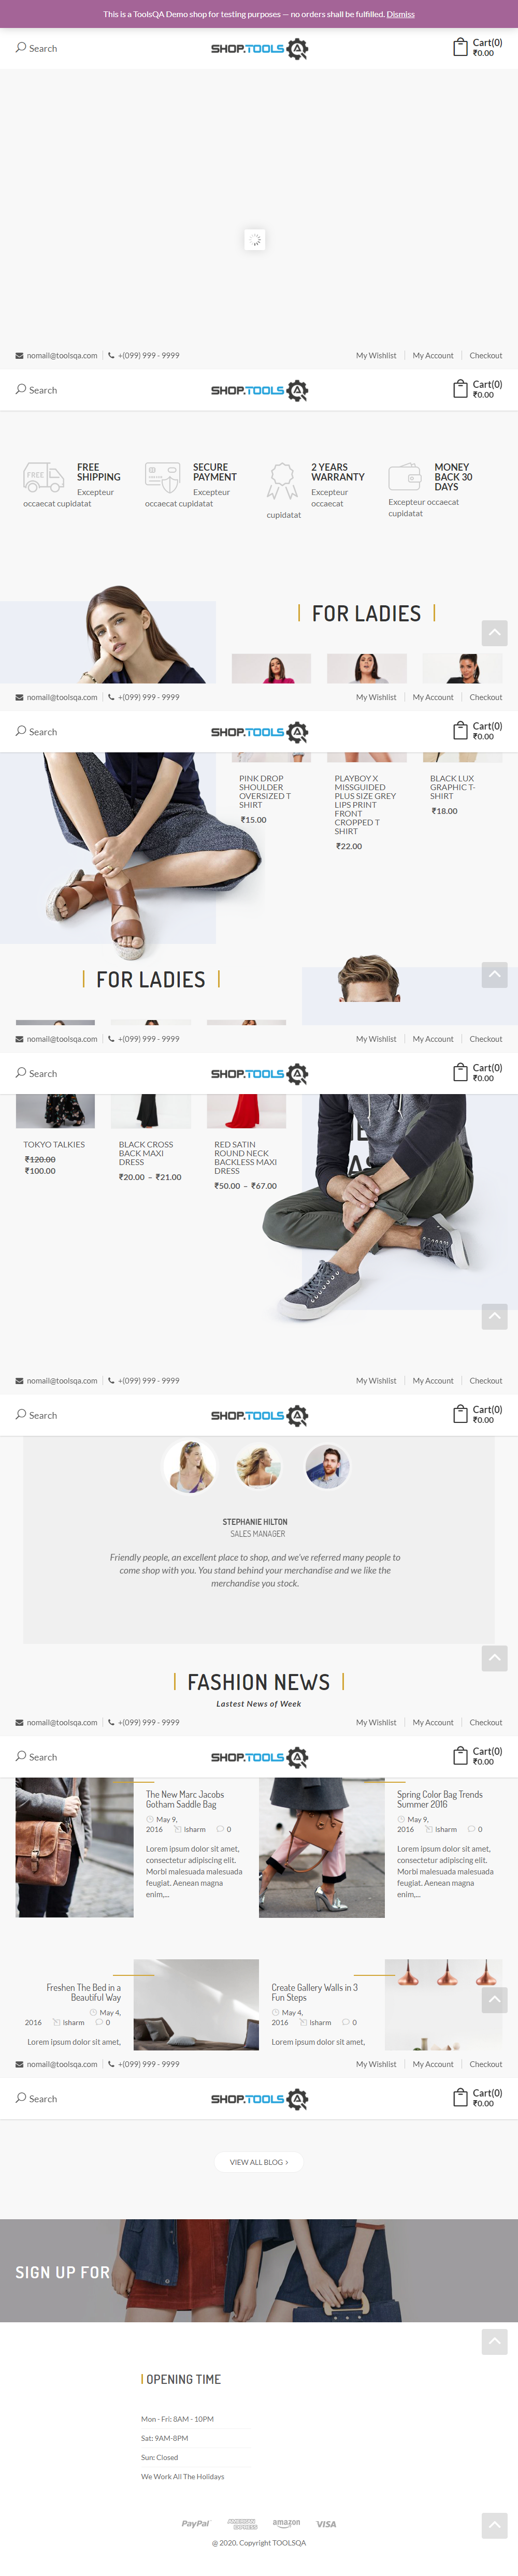 This is a ToolsQA Demo shop for testing purposes — no orders shall be fulfilled. Dismiss
Search
SHOP.TOOLS
Cart(0)
₹0.00
nomail@toolsqa.com
+(099) 999 - 9999
My Wishlist
My Account
Checkout
Search
SHOP.TOOLS
Cart(0)
₹0.00
FREE
FREE
SHIPPING
Excepteur
occaecat cupidatat
SECURE
PAYMENT
Excepteur
occaecat cupidatat
2 YEARS
WARRANTY
Excepteur
occaecat
cupidatat
MONEY
BACK 30
DAYS
Excepteur occaecat
cupidatat
FOR LADIES
nomail@toolsqa.com
+(099) 999 - 9999
My Wishlist
My Account
Checkout
Search
SHOP.TOOLS
Cart(0)
₹0.00
PINK DROP
SHOULDER
OVERSIZED T
SHIRT
₹15.00
PLAYBOY X
MISSGUIDED
PLUS SIZE GREY
LIPS PRINT
FRONT
CROPPED T
SHIRT
₹22.00
BLACK LUX
GRAPHIC T-
SHIRT
₹18.00
FOR LADIES
nomail@toolsqa.com
+(099) 999 - 9999
My Wishlist
My Account
Checkout
Search
SHOP.TOOLS
Cart(0)
₹0.00
TOKYO TALKIES
₹120.00
₹100.00
BLACK CROSS
BACK MAXI
DRESS
₹20.00 – ₹21.00
RED SATIN
ROUND NECK
BACKLESS MAXI
DRESS
₹50.00 – ₹67.00
nomail@toolsqa.com
+(099) 999 - 9999
My Wishlist
My Account
Checkout
Search
SHOP.TOOLS
Cart(0)
₹0.00
STEPHANIE HILTON
SALES MANAGER
Friendly people, an excellent place to shop, and we've referred many people to
come shop with you. You stand behind your merchandise and we like the
merchandise you stock.
FASHION NEWS
Lastest News of Week
nomail@toolsqa.com
+(099) 999 - 9999
My Wishlist
My Account
Checkout
Search
SHOP.TOOLS
Cart(0)
₹0.00
The New Marc Jacobs
Gotham Saddle Bag
May 9,
2016 lsharm 0
Lorem ipsum dolor sit amet,
consectetur adipiscing elit.
Morbi malesuada malesuada
feugiat. Aenean magna
enim,...
Spring Color Bag Trends
Summer 2016
May 9,
2016 lsharm 0
Lorem ipsum dolor sit amet,
consectetur adipiscing elit.
Morbi malesuada malesuada
feugiat. Aenean magna
enim,...
Freshen The Bed in a
Beautiful Way
May 4,
2016 lsharm 0
Lorem ipsum dolor sit amet,
Create Gallery Walls in 3
Fun Steps
May 4,
2016 lsharm 0
Lorem ipsum dolor sit amet,
nomail@toolsqa.com
+(099) 999 - 9999
My Wishlist
My Account
Checkout
Search
SHOP.TOOLS
Cart(0)
₹0.00
VIEW ALL BLOG
SIGN UP FOR
OPENING TIME
Mon - Fri: 8AM - 10PM
Sat: 9AM-8PM
Sun: Closed
We Work All The Holidays
PayPal
AMERICAN
EXPRESS
amazon
VISA
@ 2020. Copyright TOOLSQA